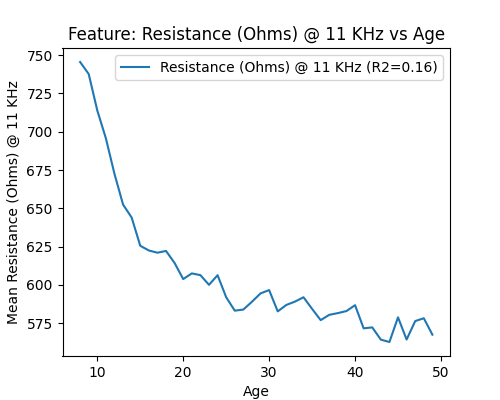 Feature: Resistance (Ohms) @ 11 KHz vs Age
Resistance (Ohms) @ 11 KHz (R2=0.16)
Mean Resistance (Ohms) @ 11 KHz
750
725
700
675
650
625
600
575
10 20 30 40 50
Age